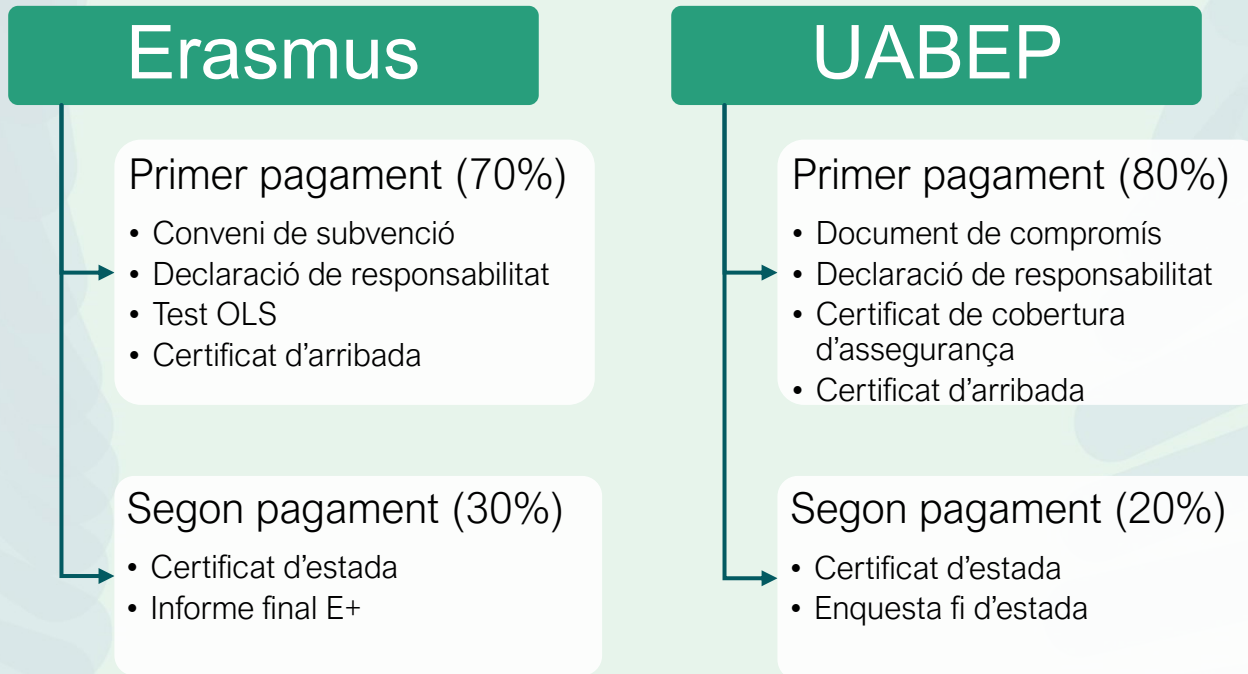 Erasmus
Primer pagament (70%)
• Conveni de subvenció
• Declaració de responsabilitat
• Test OLS
• Certificat d’arribada
Segon pagament (30%)
• Certificat d’estada
• Informe final E+
UABEP
Primer pagament (80%)
• Document de compromís
• Declaració de responsabilitat
• Certificat de cobertura
d’assegurança
• Certificat d’arribada
Segon pagament (20%)
• Certificat d’estada
• Enquesta fi d’estada